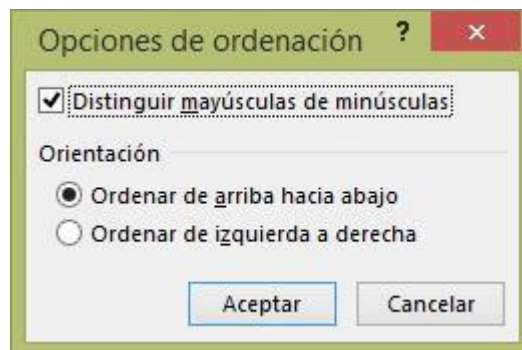 Opciones de ordenación ? ×
Distinguir mayúsculas de minúsculas
Orientación
Ordenar de arriba hacia abajo
Ordenar de izquierda a derecha
Aceptar Cancelar